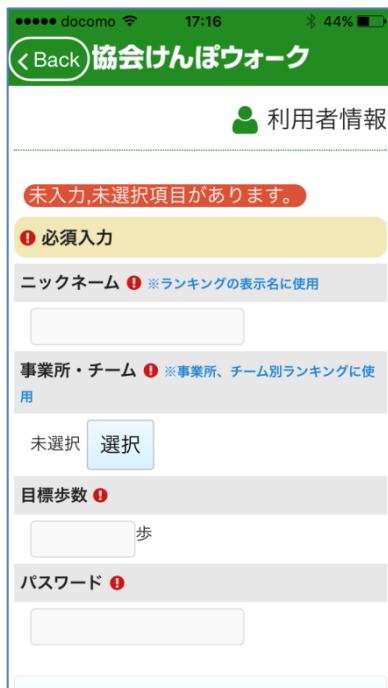 docomo 17:16 44%
Back 協会けんぽウォーク
利用者情報
未入力,未選択項目があります。
必須入力
ニックネーム ※ランキングの表示名に使用
事業所・チーム ※事業所、チーム別ランキングに使
用
未選択 選択
目標歩数
歩
パスワード